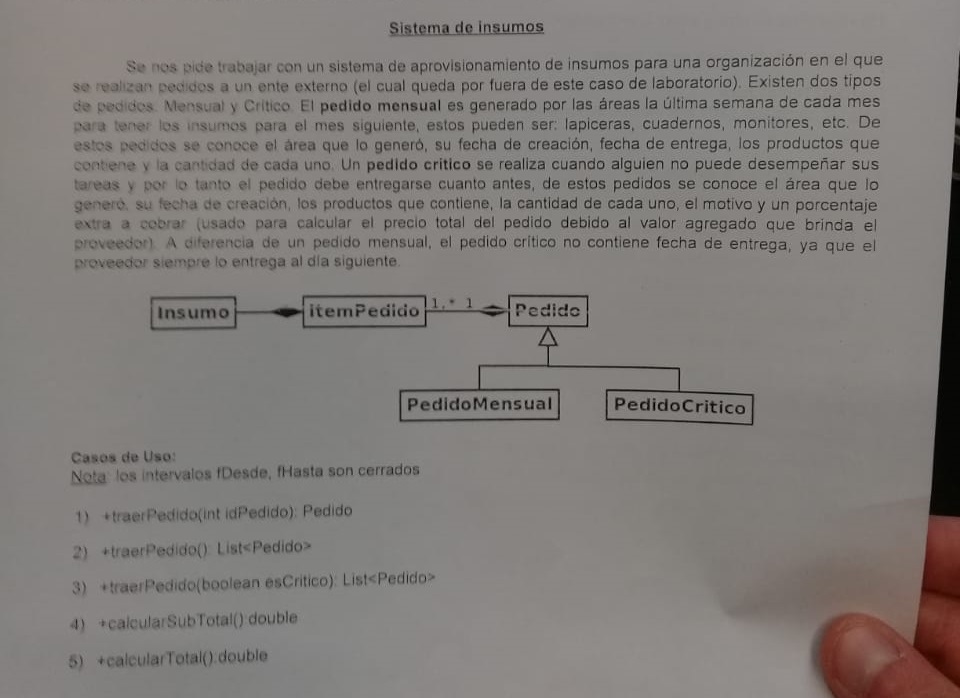 Sistema de insumos
Se nos pide trabajar con un sistema de aprovisionamiento de insumos para una organización en el que
se realizan pedidos a un ente externo (el cual queda por fuera de este caso de laboratorio). Existen dos tipos
de pedidos: Mensual y Crítico. El pedido mensual es generado por las áreas la última semana de cada mes
para tener los insumos para el mes siguiente, estos pueden ser: lapiceras, cuadernos, monitores, etc. De
estos pedidos se conoce el área que lo generó, su fecha de creación, fecha de entrega, los productos que
contiene y la cantidad de cada uno. Un pedido crítico se realiza cuando alguien no puede desempeñar sus
tareas y por lo tanto el pedido debe entregarse cuanto antes, de estos pedidos se conoce el área que lo
generó, su fecha de creación, los productos que contiene, la cantidad de cada uno, el motivo y un porcentaje
extra a cobrar (usado para calcular el precio total del pedido debido al valor agregado que brinda el
proveedor). A diferencia de un pedido mensual, el pedido crítico no contiene fecha de entrega, ya que el
proveedor siempre lo entrega al día siguiente.
Insumo itemPedido 1..* 1 Pedido
PedidoMensual PedidoCritico
Casos de Uso:
Nota: los intervalos fDesde, fHasta son cerrados
1) +traerPedido(int idPedido): Pedido
2) +traerPedido(): List<Pedido>
3) +traerPedido(boolean esCritico): List<Pedido>
4) +calcularSubTotal():double
5) +calcularTotal():double